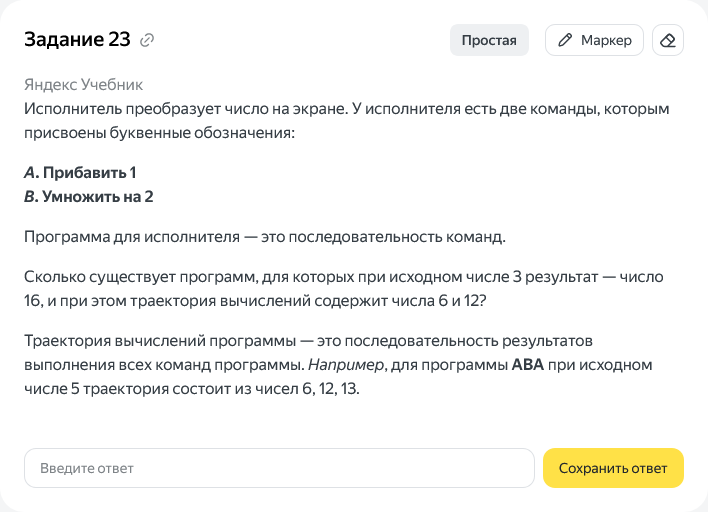 Задание 23
Простая
Маркер
Яндекс Учебник
Исполнитель преобразует число на экране. У исполнителя есть две команды, которым
присвоены буквенные обозначения:
A. Прибавить 1
B. Умножить на 2
Программа для исполнителя — это последовательность команд.
Сколько существует программ, для которых при исходном числе 3 результат — число
16, и при этом траектория вычислений содержит числа 6 и 12?
Траектория вычислений программы — это последовательность результатов
выполнения всех команд программы. Например, для программы ABA при исходном
числе 5 траектория состоит из чисел 6, 12, 13.
Введите ответ
Сохранить ответ